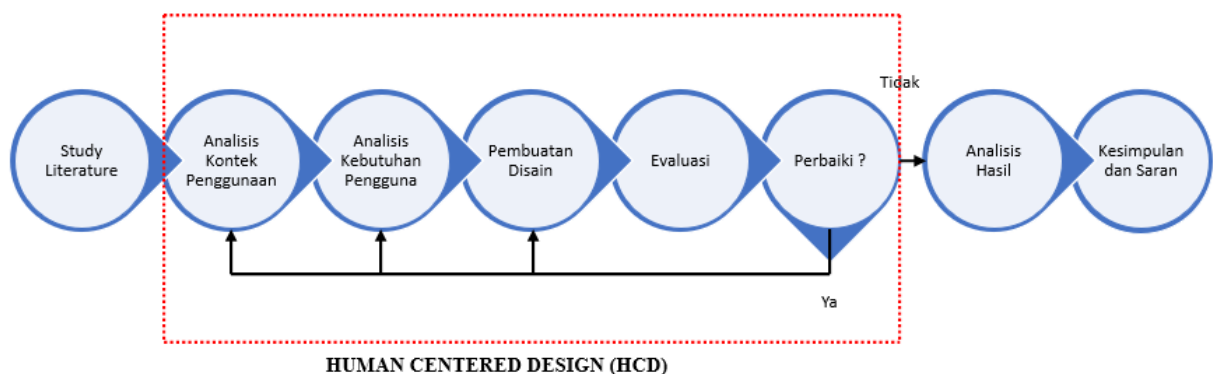 Study
Literature
Analisis
Kontek
Penggunaan
Analisis
Kebutuhan
Pengguna
Pembuatan
Disain
Evaluasi
Perbaiki ?
Tidak
Ya
Analisis
Hasil
Kesimpulan
dan Saran
HUMAN CENTERED DESIGN (HCD)